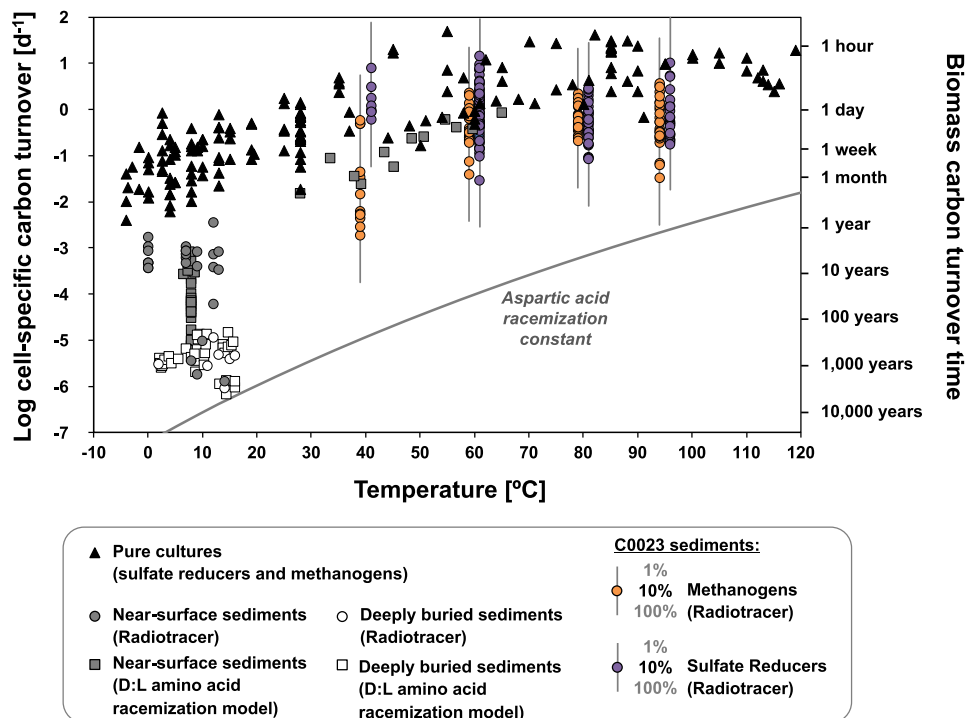 Log cell-specific carbon turnover [d⁻¹]
2
1
0
-1
-2
-3
-4
-5
-6
-7
-10
0
10
20
30
40
50
60
70
80
90
100
110
120
Temperature [ºC]
1 hour
1 day
1 week
1 month
1 year
10 years
100 years
1,000 years
10,000 years
Biomass carbon turnover time
Aspartic acid
racemization
constant
Pure cultures
(sulfate reducers and methanogens)
Near-surface sediments
(Radiotracer)
Near-surface sediments
(D:L amino acid
racemization model)
Deeply buried sediments
(Radiotracer)
Deeply buried sediments
(D:L amino acid
racemization model)
C0023 sediments:
1%
10% Methanogens
100% (Radiotracer)
1%
10% Sulfate Reducers
100% (Radiotracer)